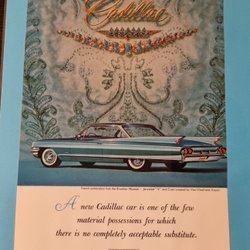 Cadillac
A new Cadillac car is one of the few
material possessions for which
there is no completely acceptable substitute.